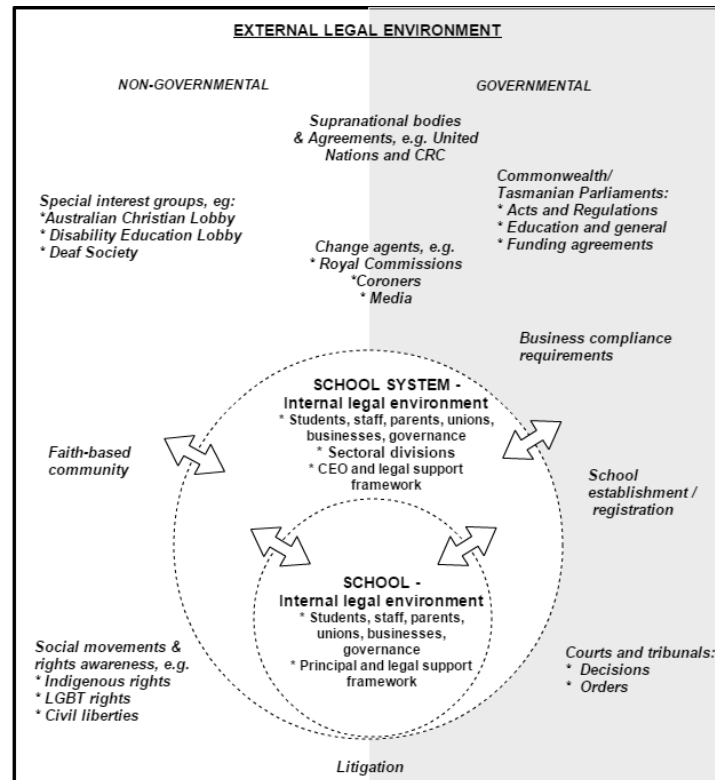 EXTERNAL LEGAL ENVIRONMENT
NON-GOVERNMENTAL
GOVERNMENTAL
Supranational bodies
& Agreements, e.g. United
Nations and CRC
Special interest groups, eg:
*Australian Christian Lobby
* Disability Education Lobby
* Deaf Society
Commonwealth/
Tasmanian Parliaments:
* Acts and Regulations
* Education and general
* Funding agreements
Change agents, e.g.
* Royal Commissions
*Coroners
* Media
Business compliance
requirements
SCHOOL SYSTEM -
Internal legal environment
* Students, staff, parents, unions,
businesses, governance
* Sectoral divisions
* CEO and legal support
framework
Faith-based
community
School
establishment /
registration
SCHOOL -
Internal legal environment
* Students, staff, parents,
unions, businesses,
governance
* Principal and legal support
framework
Social movements &
rights awareness, e.g.
* Indigenous rights
* LGBT rights
* Civil liberties
Courts and tribunals:
* Decisions
* Orders
Litigation